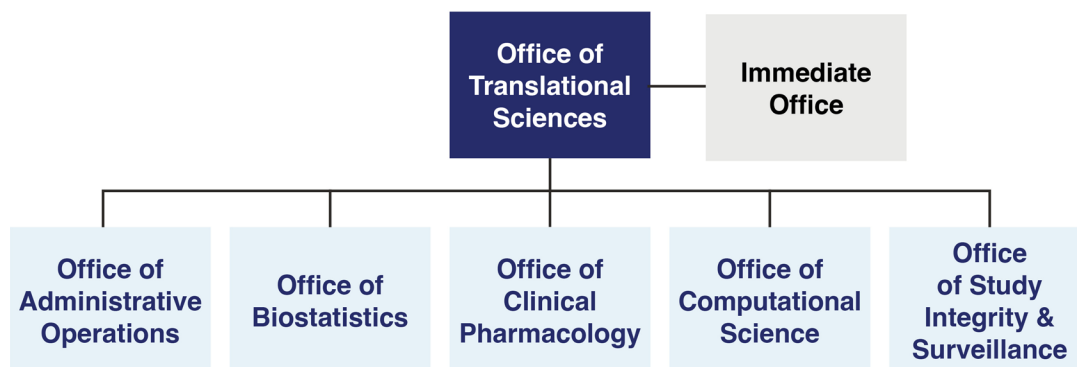 Office of
Translational
Sciences
Immediate
Office
Office of
Administrative
Operations
Office of
Biostatistics
Office of
Clinical
Pharmacology
Office of
Computational
Science
Office
of Study
Integrity &
Surveillance